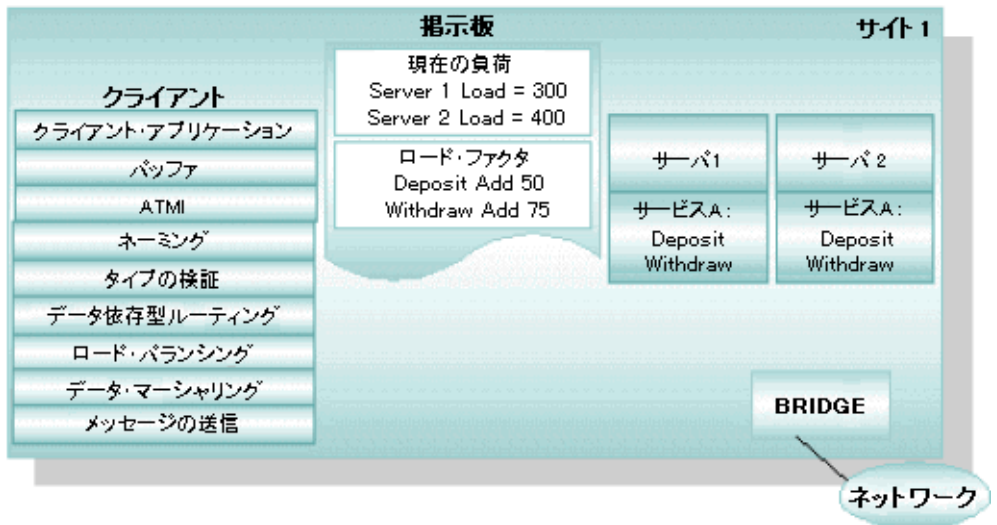 掲示板
サイト 1
クライアント
クライアント・アプリケーション
バッファ
ATMI
ネーミング
タイプの検証
データ依存型ルーティング
ロード・バランシング
データ・マーシャリング
メッセージの送信
現在の負荷
Server 1 Load = 300
Server 2 Load = 400
ロード・ファクタ
Deposit Add 50
Withdraw Add 75
サーバ1
サービスA:
Deposit
Withdraw
サーバ 2
サービスA:
Deposit
Withdraw
BRIDGE
ネットワーク